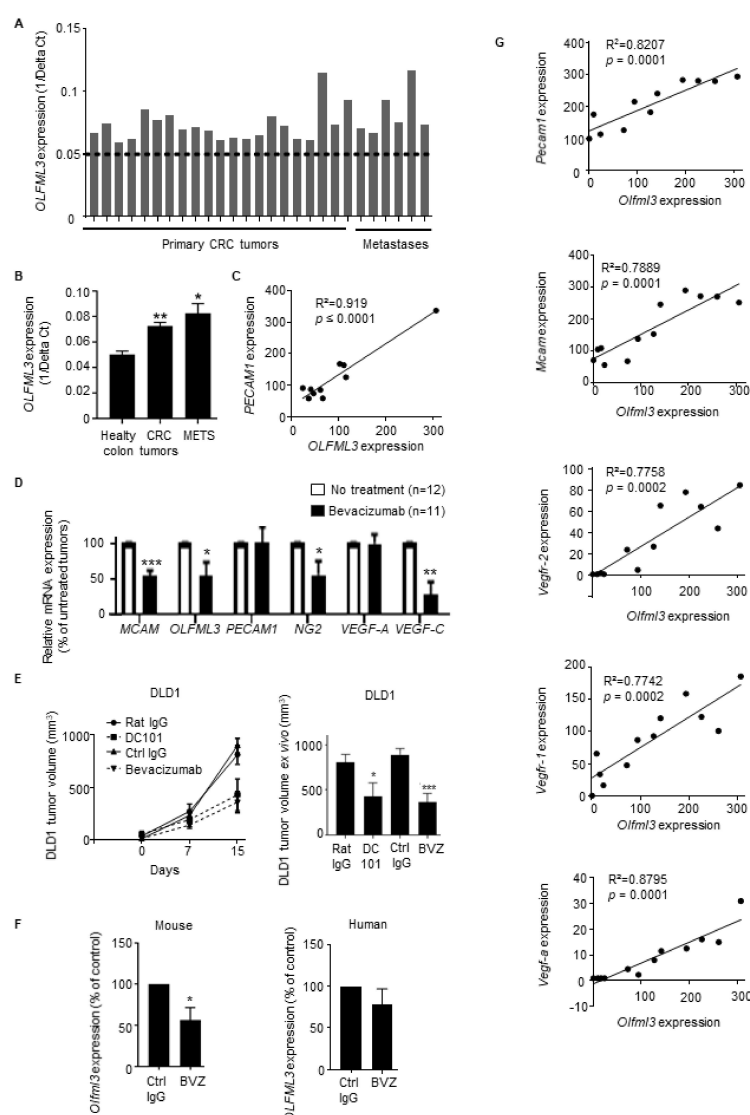 A
OLFML3 expression (1/Delta Ct)
0.15
0.10
0.05
0
Primary CRC tumors
Metastases
B
OLFML3 expression
(1/Delta Ct)
0.10
0.08
0.06
0.04
0.02
0
**
*
Healty
colon
CRC
tumors
METS
C
PECAM1 expression
400
300
200
100
0
R²=0.919
p ≤ 0.0001
0
100
200
300
OLFML3 expression
D
No treatment (n=12)
Bevacizumab (n=11)
Relative mRNA expression
(% of untreated tumors)
100
50
0
***
*
*
**
MCAM
OLFML3
PECAM1
NG2
VEGF-A
VEGF-C
E
DLD1
DLD1 tumor volume (mm³)
1000
500
0
Rat IgG
DC101
Ctrl IgG
Bevacizumab
0
7
15
Days
DLD1
DLD1 tumor volume ex vivo (mm³)
1000
500
0
*
***
Rat
IgG
DC
101
Ctrl
IgG
BVZ
F
Mouse
Olfml3 expression (% of control)
150
100
50
0
*
Ctrl
IgG
BVZ
Human
OLFML3 expression (% of control)
150
100
50
0
Ctrl
IgG
BVZ
G
R²=0.8207
p = 0.0001
Pecam1 expression
400
300
200
100
0
0
100
200
300
Olfml3 expression
R²=0.7889
p = 0.0001
Mcam expression
400
300
200
100
0
0
100
200
300
Olfml3 expression
R²=0.7758
p = 0.0002
Vegfr-2 expression
100
80
60
40
20
0
0
100
200
300
Olfml3 expression
R²=0.7742
p = 0.0002
Vegfr-1 expression
200
150
100
50
0
0
100
200
300
Olfml3 expression
R²=0.8795
p = 0.0001
Vegf-a expression
40
30
20
10
0
-10
0
100
200
300
Olfml3 expression